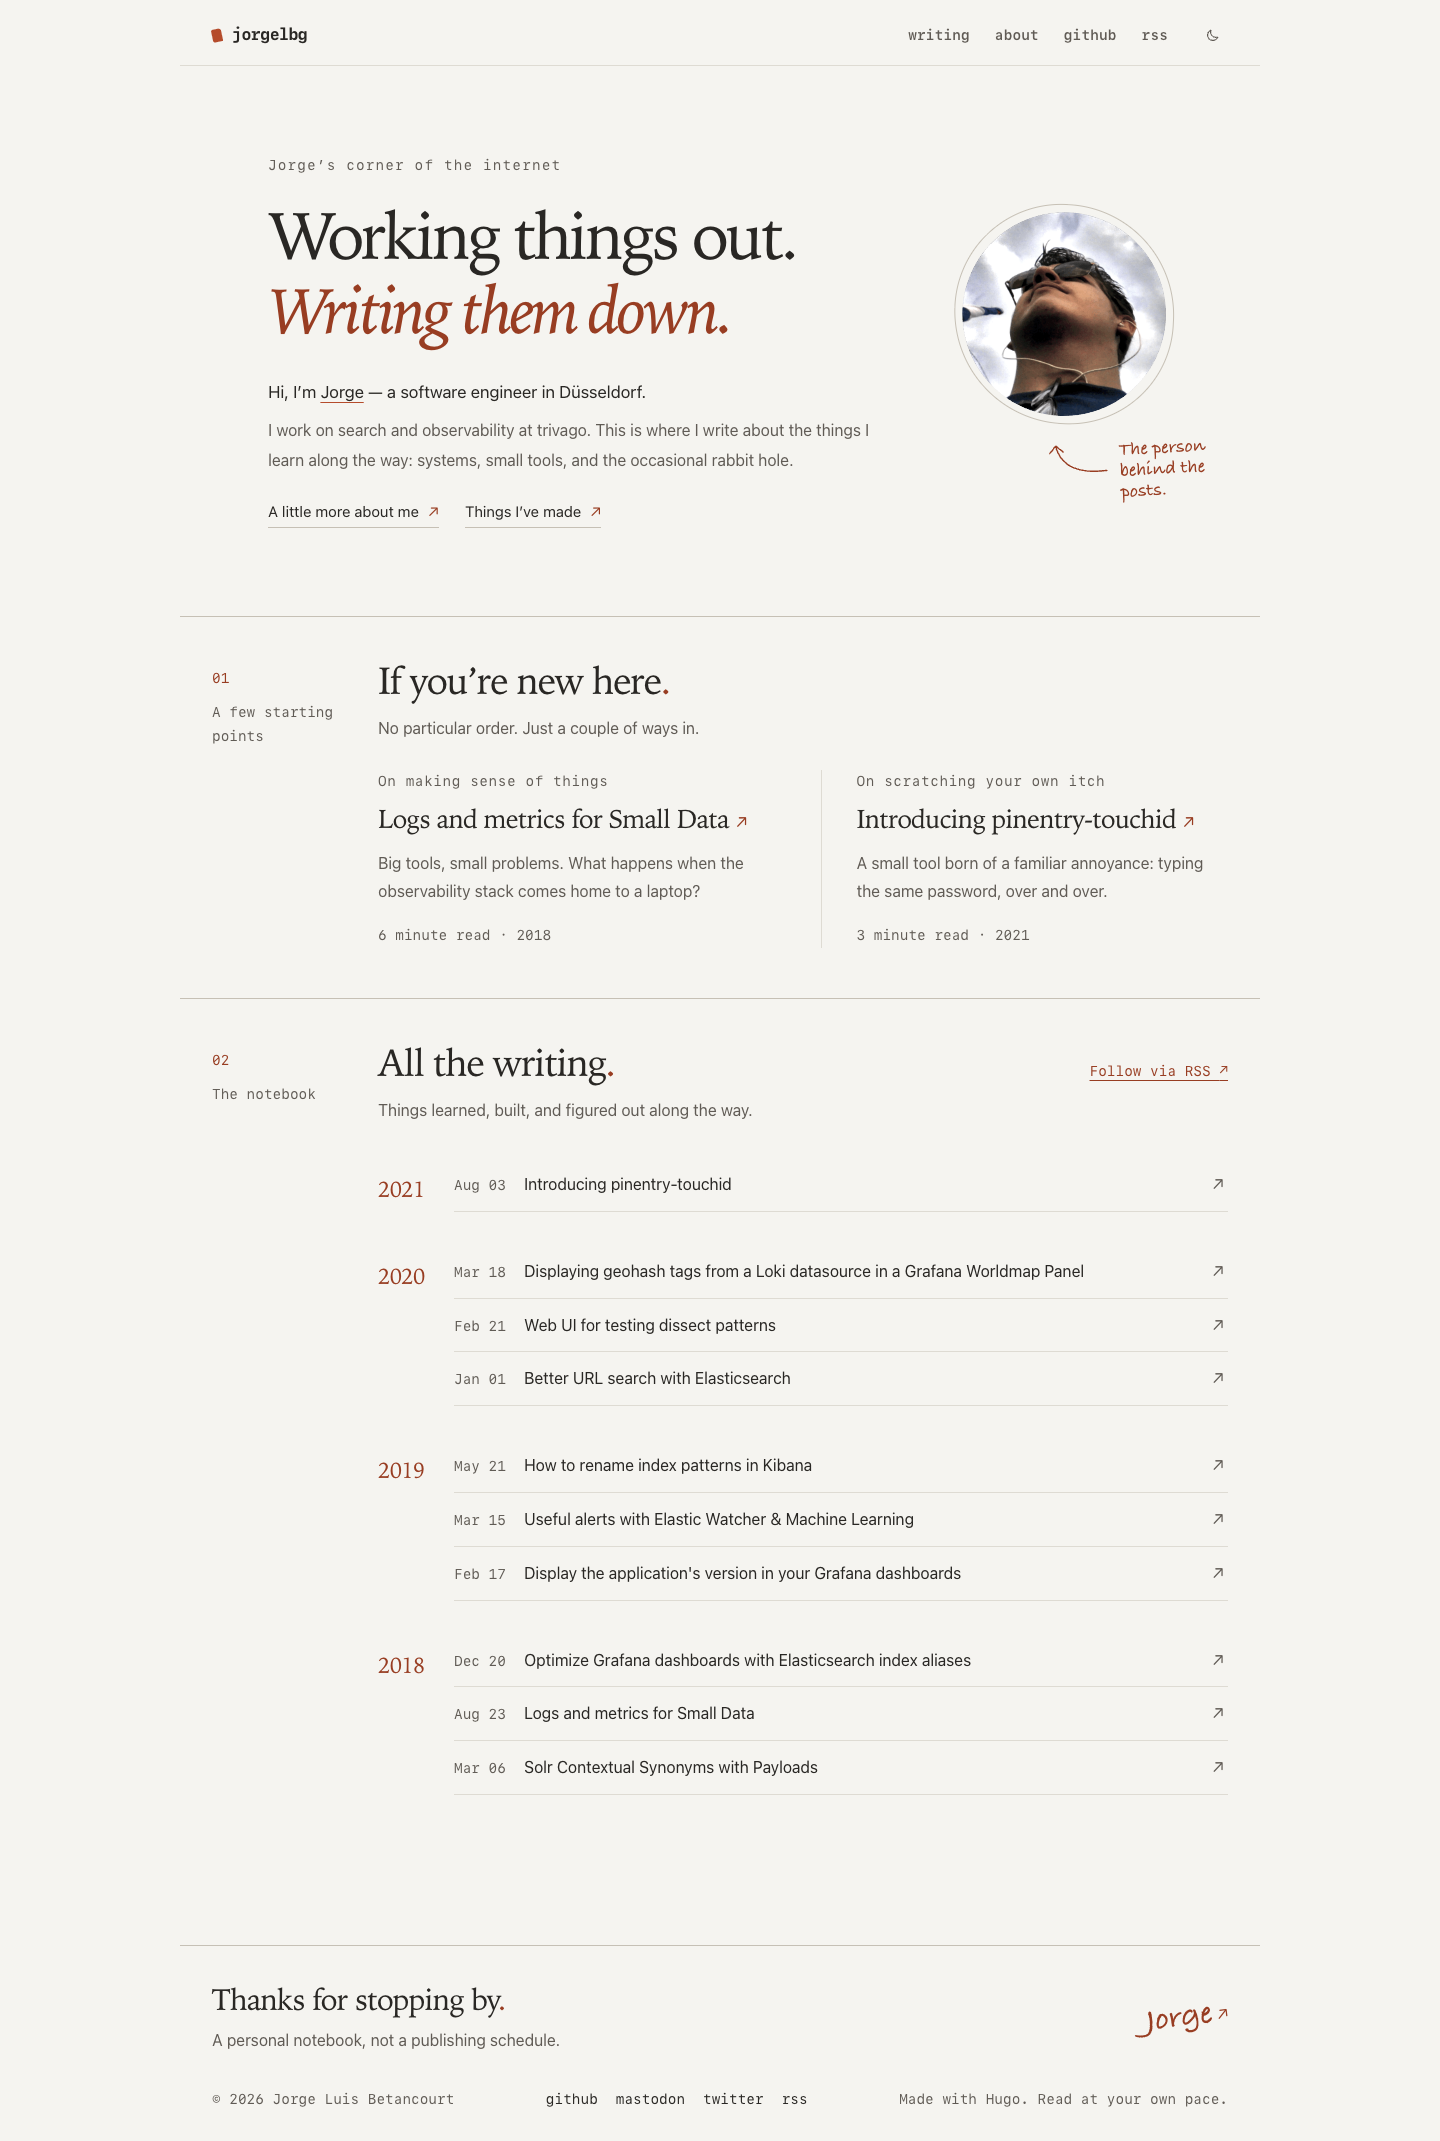 jorgelbg
writing about github rss
Jorge’s corner of the internet
Working things out.
Writing them down.
Hi, I’m Jorge — a software engineer in Düsseldorf.
I work on search and observability at trivago. This is where I write about the things I
learn along the way: systems, small tools, and the occasional rabbit hole.
A little more about me ↗ Things I’ve made ↗
The person
behind the
posts.
01
A few starting
points
If you’re new here.
No particular order. Just a couple of ways in.
On making sense of things
Logs and metrics for Small Data ↗
Big tools, small problems. What happens when the
observability stack comes home to a laptop?
6 minute read · 2018
On scratching your own itch
Introducing pinentry-touchid ↗
A small tool born of a familiar annoyance: typing
the same password, over and over.
3 minute read · 2021
02
The notebook
All the writing.
Follow via RSS ↗
Things learned, built, and figured out along the way.
2021
Aug 03 Introducing pinentry-touchid ↗
2020
Mar 18 Displaying geohash tags from a Loki datasource in a Grafana Worldmap Panel ↗
Feb 21 Web UI for testing dissect patterns ↗
Jan 01 Better URL search with Elasticsearch ↗
2019
May 21 How to rename index patterns in Kibana ↗
Mar 15 Useful alerts with Elastic Watcher & Machine Learning ↗
Feb 17 Display the application's version in your Grafana dashboards ↗
2018
Dec 20 Optimize Grafana dashboards with Elasticsearch index aliases ↗
Aug 23 Logs and metrics for Small Data ↗
Mar 06 Solr Contextual Synonyms with Payloads ↗
Thanks for stopping by.
A personal notebook, not a publishing schedule.
Jorge ↗
© 2026 Jorge Luis Betancourt
github mastodon twitter rss
Made with Hugo. Read at your own pace.